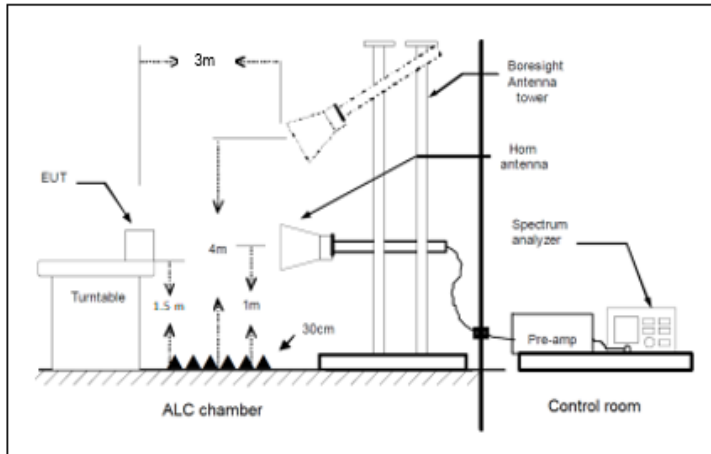 3m
Boresight
Antenna
tower
EUT
Horn
antenna
Spectrum
analyzer
4m
Turntable
1.5 m
1m
30cm
Pre-amp
ALC chamber
Control room